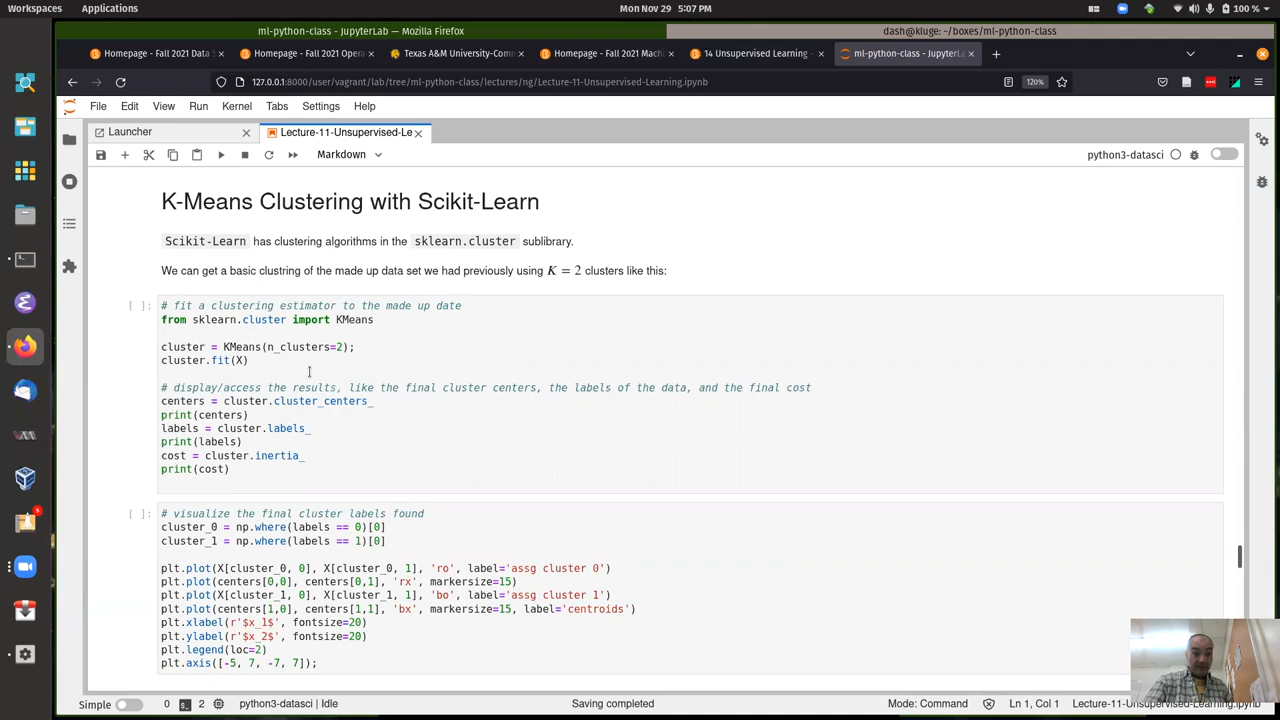 Workspaces Applications Mon Nov 29 5:07 PM 100 %
ml-python-class - JupyterLab — Mozilla Firefox dash@kluge: ~/boxes/ml-python-class
Homepage - Fall 2021 Data S Homepage - Fall 2021 Opera Texas A&M University-Comm Homepage - Fall 2021 Machi 14 Unsupervised Learning - ml-python-class - JupyterLab
127.0.0.1:8000/user/vagrant/lab/tree/ml-python-class/lectures/ng/Lecture-11-Unsupervised-Learning.ipynb 120%
File Edit View Run Kernel Tabs Settings Help
Launcher Lecture-11-Unsupervised-Le
Markdown python3-datasci
K-Means Clustering with Scikit-Learn
Scikit-Learn has clustering algorithms in the sklearn.cluster sublibrary.
We can get a basic clustring of the made up data set we had previously using K = 2 clusters like this:
[ ]: # fit a clustering estimator to the made up date
from sklearn.cluster import KMeans
cluster = KMeans(n_clusters=2);
cluster.fit(X)
# display/access the results, like the final cluster centers, the labels of the data, and the final cost
centers = cluster.cluster_centers_
print(centers)
labels = cluster.labels_
print(labels)
cost = cluster.inertia_
print(cost)
[ ]: # visualize the final cluster labels found
cluster_0 = np.where(labels == 0)[0]
cluster_1 = np.where(labels == 1)[0]
plt.plot(X[cluster_0, 0], X[cluster_0, 1], 'ro', label='assg cluster 0')
plt.plot(centers[0,0], centers[0,1], 'rx', markersize=15)
plt.plot(X[cluster_1, 0], X[cluster_1, 1], 'bo', label='assg cluster 1')
plt.plot(centers[1,0], centers[1,1], 'bx', markersize=15, label='centroids')
plt.xlabel(r'$x_1$', fontsize=20)
plt.ylabel(r'$x_2$', fontsize=20)
plt.legend(loc=2)
plt.axis([-5, 7, -7, 7]);
Simple 0 2 python3-datasci | Idle Saving completed Mode: Command Ln 1, Col 1 Lecture-11-Unsupervised-Learning.ipynb